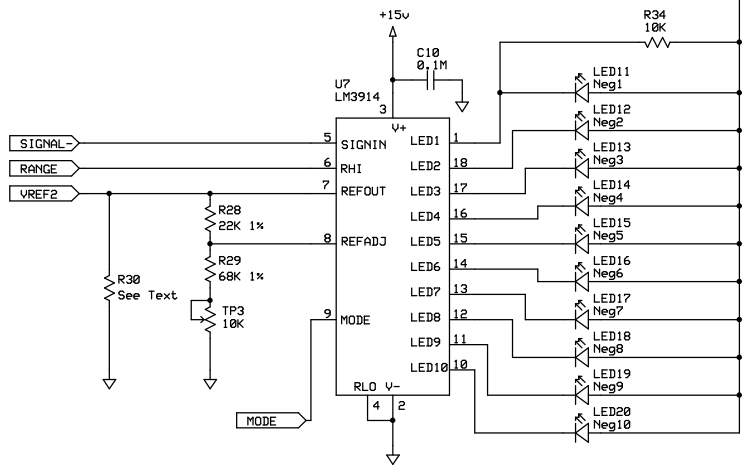 +15v
R34
10K
C10
0.1M
U7
LM3914
3
V+
LED11
Neg1
LED12
Neg2
LED13
Neg3
LED14
Neg4
LED15
Neg5
LED16
Neg6
LED17
Neg7
LED18
Neg8
LED19
Neg9
LED20
Neg10
SIGNAL-
5
SIGNIN
LED1
1
RANGE
6
RHI
LED2
18
VREF2
7
REFOUT
LED3
17
R28
22K 1%
LED4
16
8
REFADJ
LED5
15
R29
68K 1%
LED6
14
R30
See Text
LED7
13
TP3
10K
9
MODE
LED8
12
LED9
11
LED10
10
RLO V-
4
2
MODE